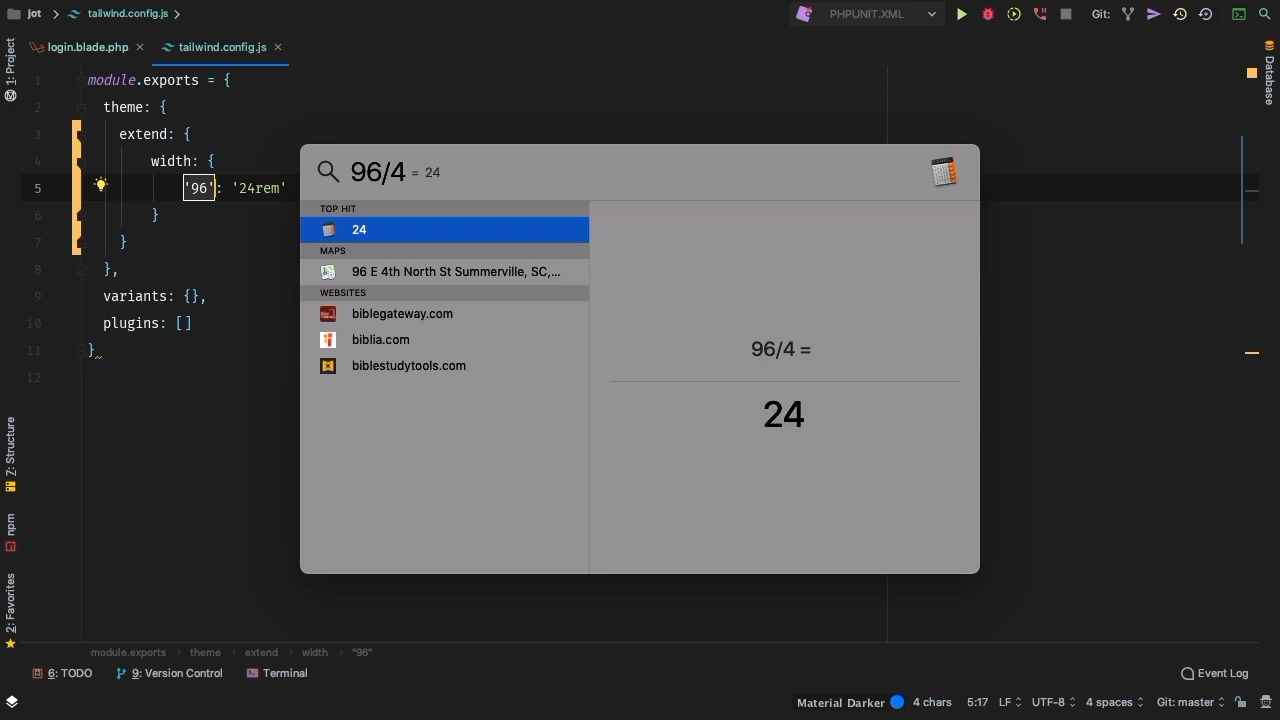 jot > tailwind.config.js >
PHPUNIT.XML
Git:
login.blade.php
tailwind.config.js
1: Project
Database
1 module.exports = {
2 theme: {
3 extend: {
4 width: {
5 '96': '24rem'
6 }
7 }
8 },
9 variants: {},
10 plugins: []
11 }
12
96/4 = 24
TOP HIT
24
MAPS
96 E 4th North St Summerville, SC,...
WEBSITES
biblegateway.com
biblia.com
biblestudytools.com
96/4 =
24
7: Structure
npm
2: Favorites
module.exports > theme > extend > width > "96"
6: TODO
9: Version Control
Terminal
Event Log
Material Darker
4 chars
5:17
LF
UTF-8
4 spaces
Git: master